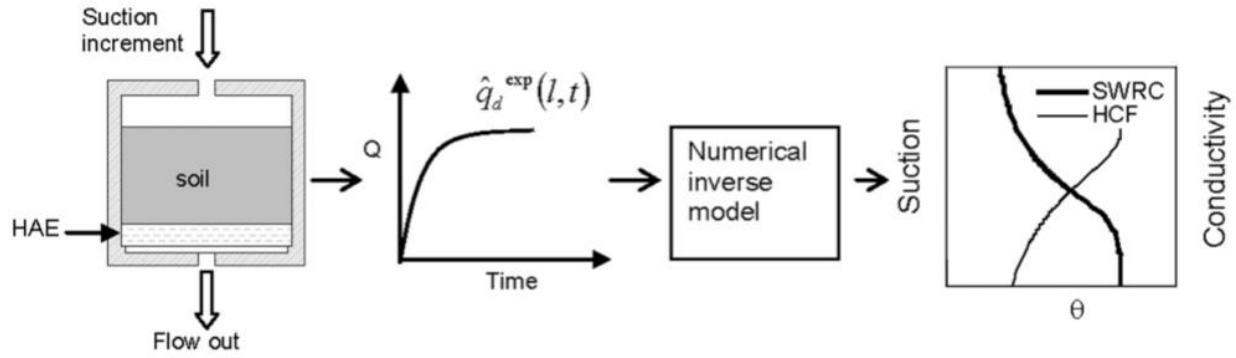 Suction
increment
soil
HAE
Flow out
Q
q̂_d^exp(l,t)
Time
Numerical
inverse
model
Suction
SWRC
HCF
Conductivity
θ